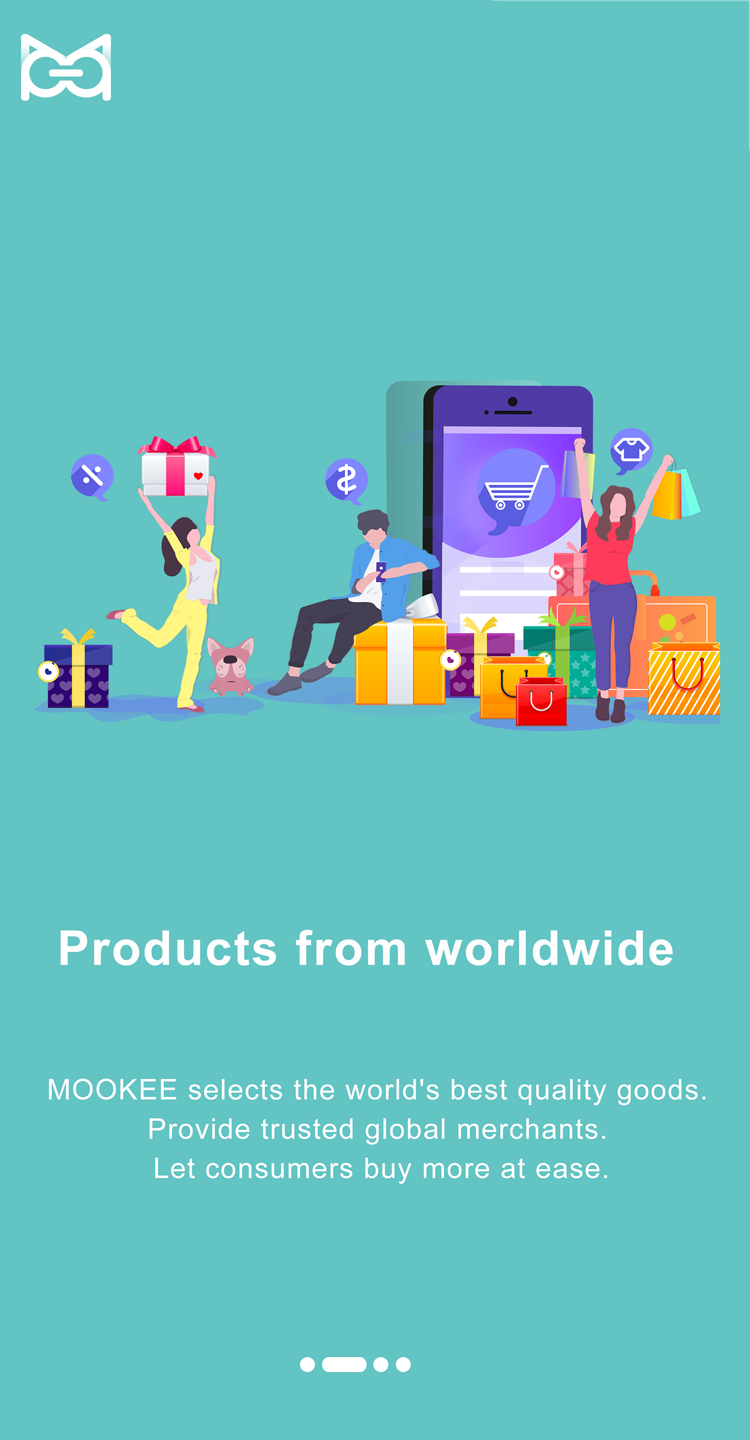 Products from worldwide
MOOKEE selects the world's best quality goods.
Provide trusted global merchants.
Let consumers buy more at ease.